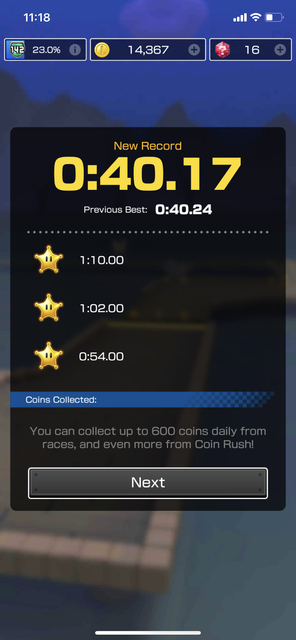 11:18
142 23.0% i 14,367 + 16 +
New Record
0:40.17
Previous Best: 0:40.24
1:10.00
1:02.00
0:54.00
Coins Collected:
You can collect up to 600 coins daily from
races, and even more from Coin Rush!
Next